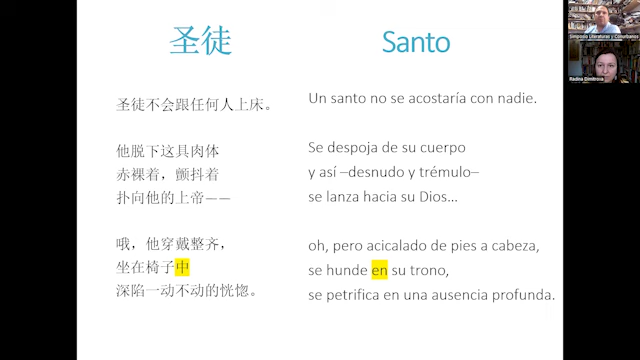 圣徒
圣徒不会跟任何人上床。
他脱下这具肉体
赤裸着，颤抖着
扑向他的上帝——
哦，他穿戴整齐，
坐在椅子中
深陷一动不动的恍惚。
Santo
Un santo no se acostaría con nadie.
Se despoja de su cuerpo
y así –desnudo y trémulo–
se lanza hacia su Dios…
oh, pero acicalado de pies a cabeza,
se hunde en su trono,
se petrifica en una ausencia profunda.
Simposio Literaturas y Conurbanos
Radina Dimitrova